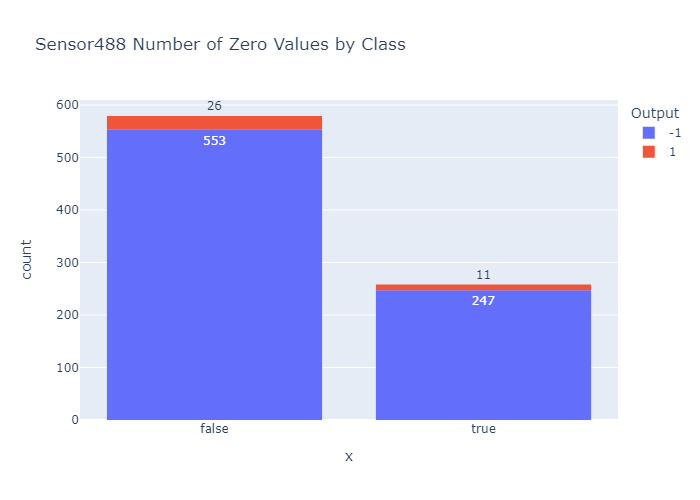 Sensor488 Number of Zero Values by Class
Output
-1
1
count
600
500
400
300
200
100
0
26
553
11
247
false
true
x